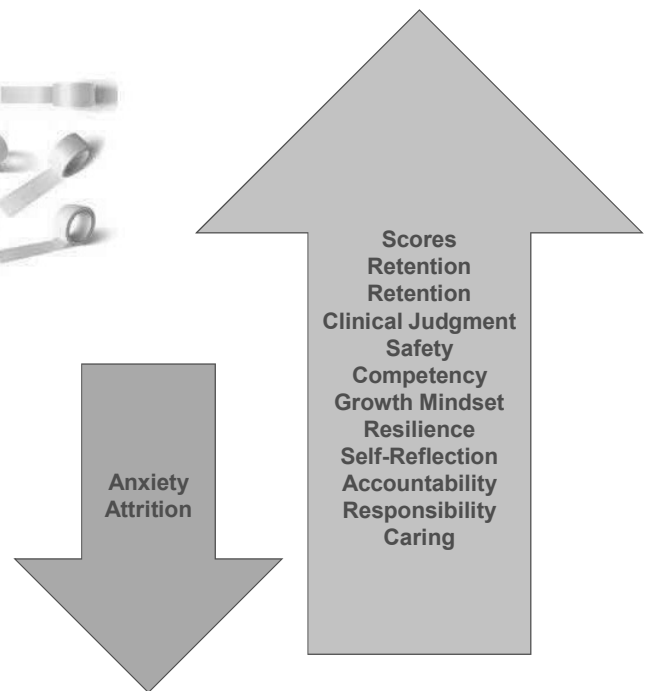 Scores
Retention
Retention
Clinical Judgment
Safety
Competency
Growth Mindset
Resilience
Self-Reflection
Accountability
Responsibility
Caring
Anxiety
Attrition